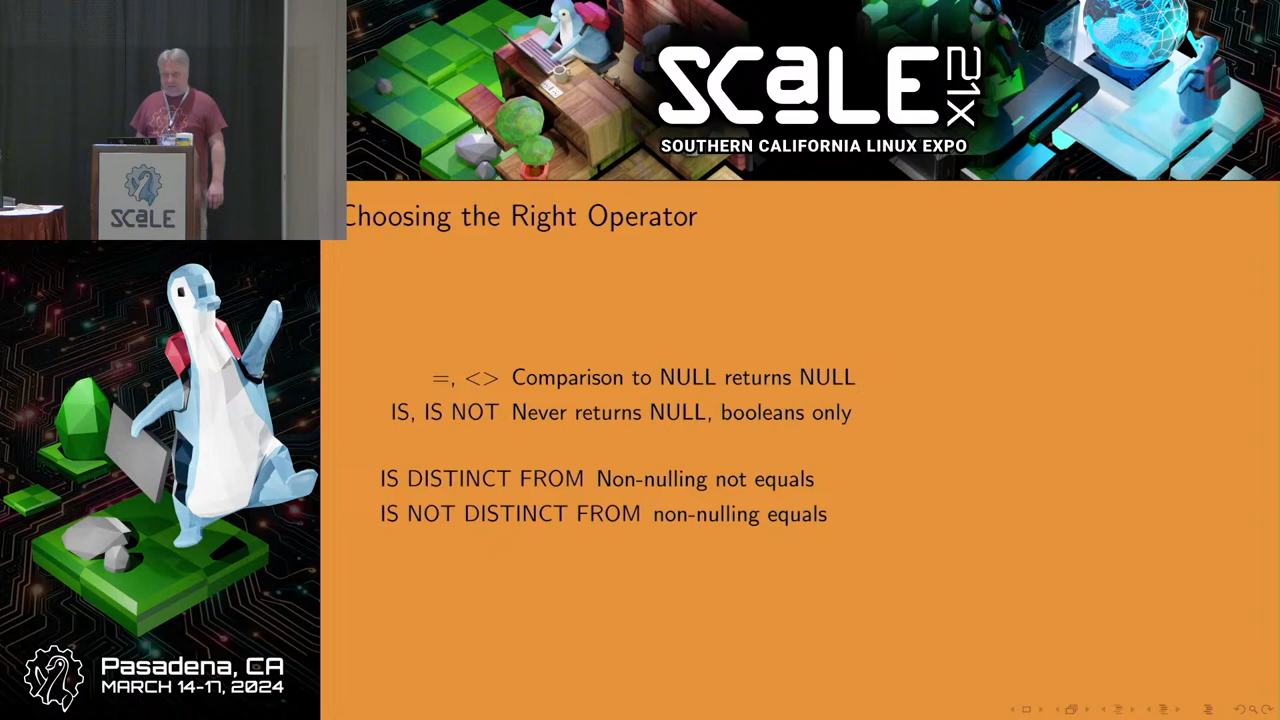 SCALE
21x
SOUTHERN CALIFORNIA LINUX EXPO
SCALE
Choosing the Right Operator
=, <> Comparison to NULL returns NULL
IS, IS NOT Never returns NULL, booleans only
IS DISTINCT FROM Non-nulling not equals
IS NOT DISTINCT FROM non-nulling equals
Pasadena, CA
MARCH 14-17, 2024